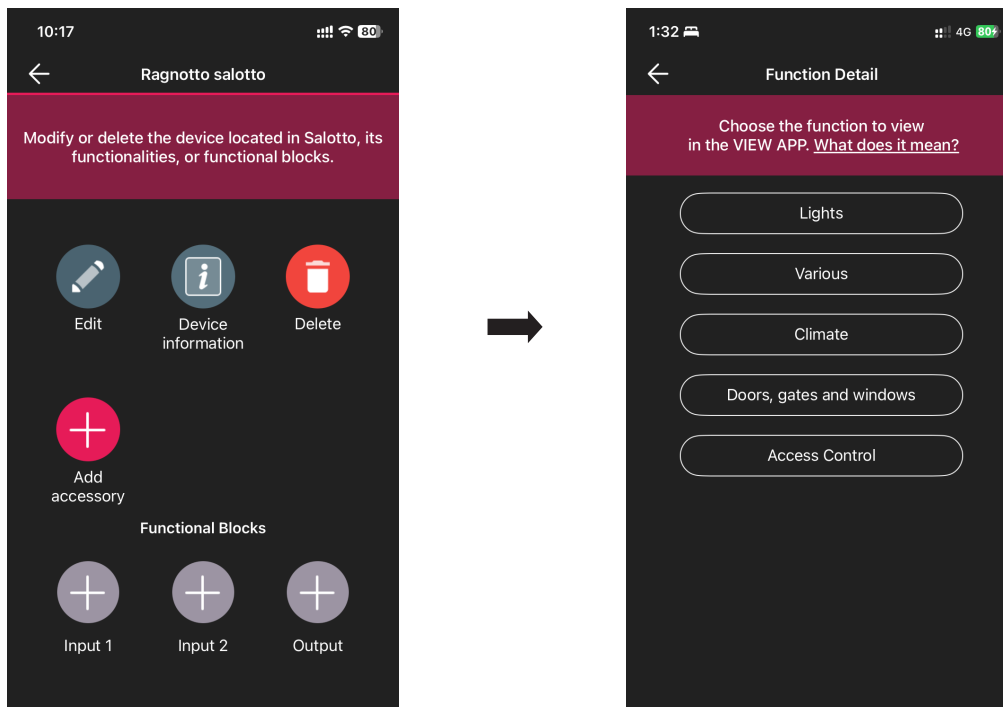 10:17
80
Ragnotto salotto
Modify or delete the device located in Salotto, its
functionalities, or functional blocks.
Edit
Device
information
Delete
Add
accessory
Functional Blocks
Input 1
Input 2
Output
1:32
4G 80
Function Detail
Choose the function to view
in the VIEW APP. What does it mean?
Lights
Various
Climate
Doors, gates and windows
Access Control